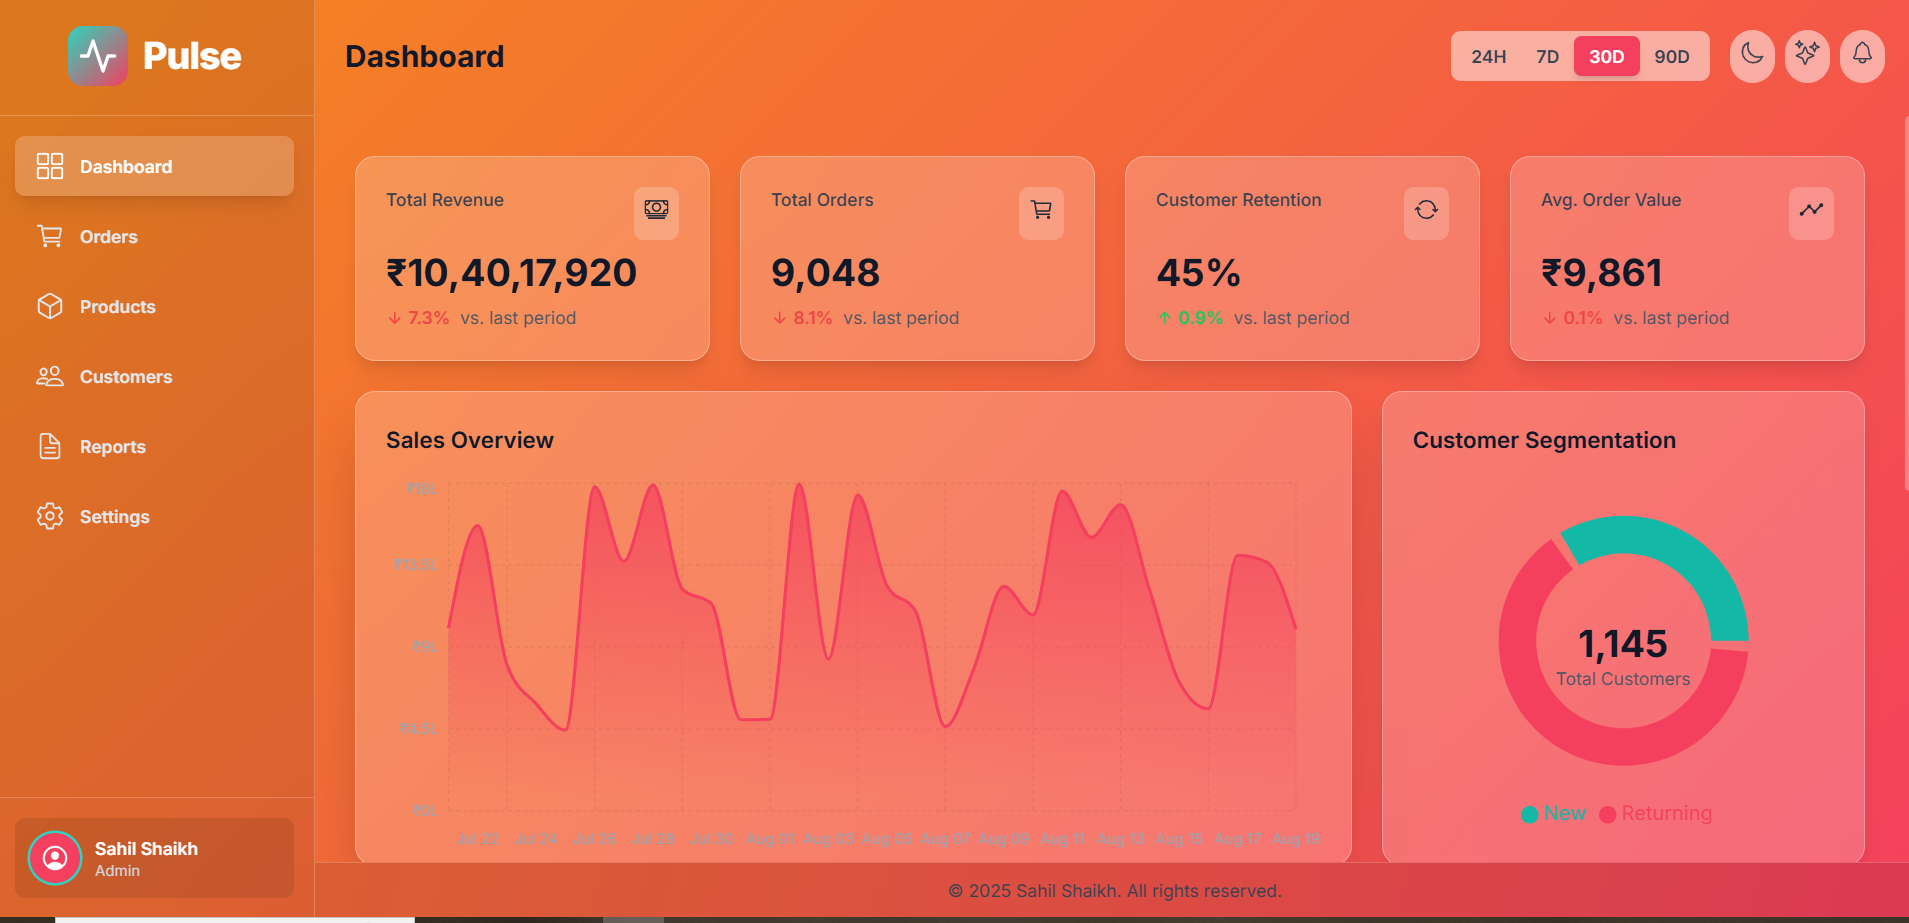 Pulse
Dashboard
Orders
Products
Customers
Reports
Settings
Sahil Shaikh
Admin
Dashboard
24H 7D 30D 90D
Total Revenue
₹10,40,17,920
↓ 7.3% vs. last period
Total Orders
9,048
↓ 8.1% vs. last period
Customer Retention
45%
↑ 0.9% vs. last period
Avg. Order Value
₹9,861
↓ 0.1% vs. last period
Sales Overview
₹18L
₹13.5L
₹9L
₹4.5L
₹0L
Jul 22 Jul 24 Jul 26 Jul 28 Jul 30 Aug 01 Aug 03 Aug 05 Aug 07 Aug 09 Aug 11 Aug 13 Aug 15 Aug 17 Aug 19
Customer Segmentation
1,145
Total Customers
New Returning
© 2025 Sahil Shaikh. All rights reserved.